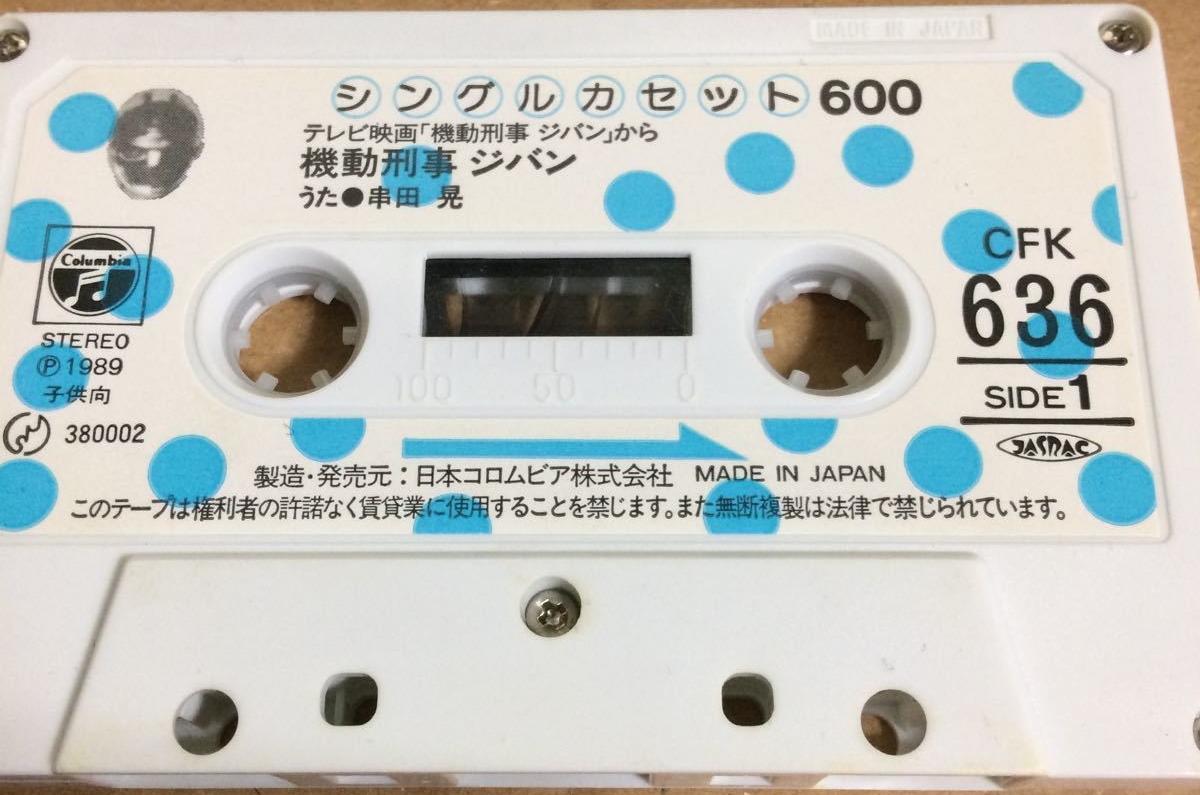 MADE IN JAPAN
シングルカセット600
テレビ映画「機動刑事 ジバン」から
機動刑事 ジバン
うた●串田 晃
Columbia
STEREO
Ⓟ1989
子供向
380002
CFK
636
SIDE1
JASRAC
100 50 0
製造・発売元:日本コロムビア株式会社 MADE IN JAPAN
このテープは権利者の許諾なく賃貸業に使用することを禁じます。また無断複製は法律で禁じられています。